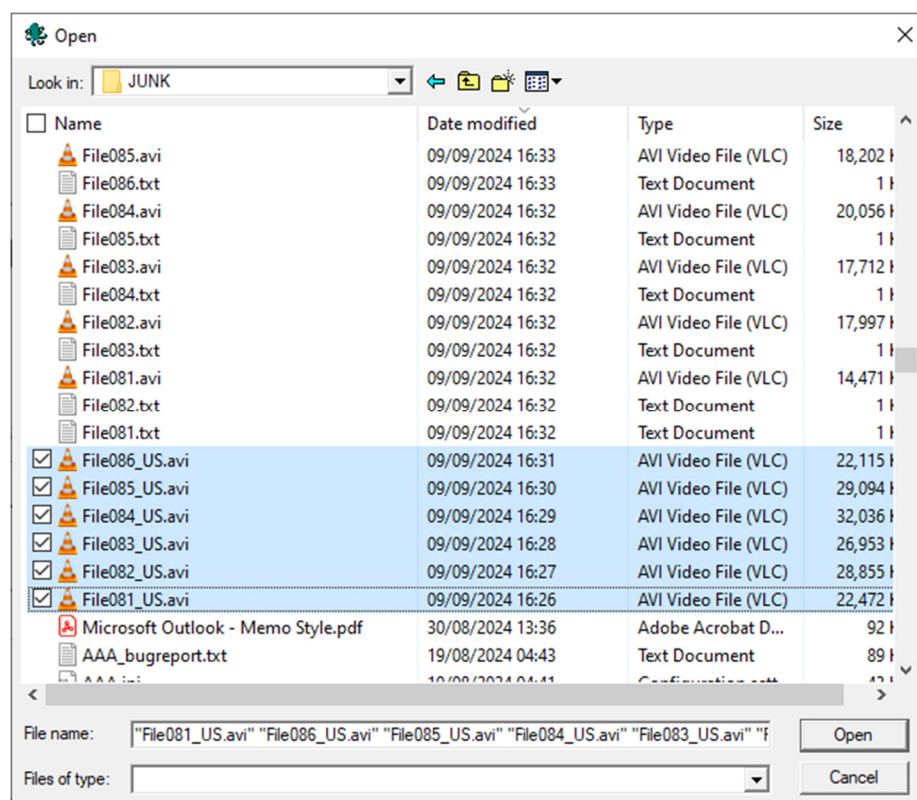 Open
Look in: JUNK
Name Date modified Type Size
File085.avi 09/09/2024 16:33 AVI Video File (VLC) 18,202
File086.txt 09/09/2024 16:33 Text Document 1
File084.avi 09/09/2024 16:32 AVI Video File (VLC) 20,056
File085.txt 09/09/2024 16:32 Text Document 1
File083.avi 09/09/2024 16:32 AVI Video File (VLC) 17,712
File084.txt 09/09/2024 16:32 Text Document 1
File082.avi 09/09/2024 16:32 AVI Video File (VLC) 17,997
File083.txt 09/09/2024 16:32 Text Document 1
File081.avi 09/09/2024 16:32 AVI Video File (VLC) 14,471
File082.txt 09/09/2024 16:32 Text Document 1
File081.txt 09/09/2024 16:32 Text Document 1
File086_US.avi 09/09/2024 16:31 AVI Video File (VLC) 22,115
File085_US.avi 09/09/2024 16:30 AVI Video File (VLC) 29,094
File084_US.avi 09/09/2024 16:29 AVI Video File (VLC) 32,036
File083_US.avi 09/09/2024 16:28 AVI Video File (VLC) 26,953
File082_US.avi 09/09/2024 16:27 AVI Video File (VLC) 28,855
File081_US.avi 09/09/2024 16:26 AVI Video File (VLC) 22,472
Microsoft Outlook - Memo Style.pdf 30/08/2024 13:36 Adobe Acrobat D... 92
AAA_bugreport.txt 19/08/2024 04:43 Text Document 89
File name: "File081_US.avi" "File086_US.avi" "File085_US.avi" "File084_US.avi" "File083_US.avi" Open
Files of type: Cancel